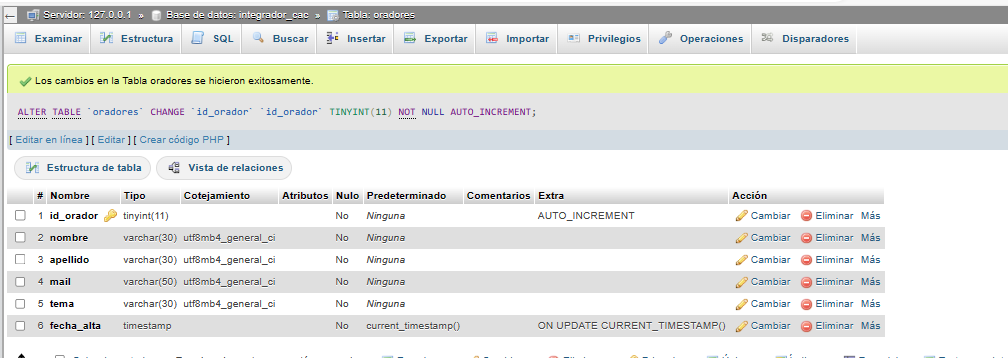 Servidor: 127.0.0.1 » Base de datos: integrador_cac » Tabla: oradores
Examinar Estructura SQL Buscar Insertar Exportar Importar Privilegios Operaciones Disparadores
Los cambios en la Tabla oradores se hicieron exitosamente.
ALTER TABLE `oradores` CHANGE `id_orador` `id_orador` TINYINT(11) NOT NULL AUTO_INCREMENT;
[ Editar en línea ] [ Editar ] [ Crear código PHP ]
Estructura de tabla Vista de relaciones
# Nombre Tipo Cotejamiento Atributos Nulo Predeterminado Comentarios Extra Acción
1 id_orador tinyint(11) No Ninguna AUTO_INCREMENT Cambiar Eliminar Más
2 nombre varchar(30) utf8mb4_general_ci No Ninguna Cambiar Eliminar Más
3 apellido varchar(30) utf8mb4_general_ci No Ninguna Cambiar Eliminar Más
4 mail varchar(50) utf8mb4_general_ci No Ninguna Cambiar Eliminar Más
5 tema varchar(30) utf8mb4_general_ci No Ninguna Cambiar Eliminar Más
6 fecha_alta timestamp No current_timestamp() ON UPDATE CURRENT_TIMESTAMP() Cambiar Eliminar Más